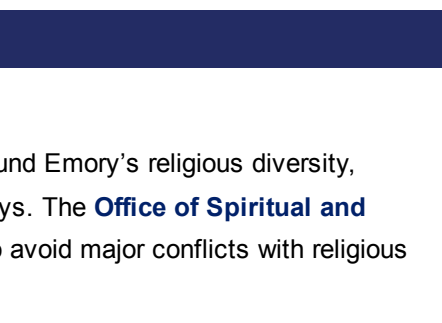 und Emory’s religious diversity,
ys. The Office of Spiritual and
avoid major conflicts with religious